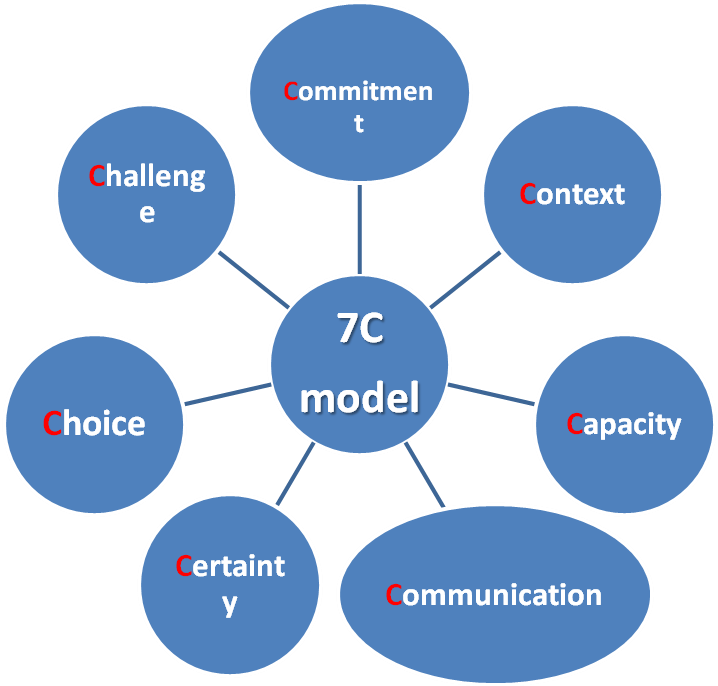 Commitmen
t
Challeng
e
Context
7C
model
Choice
Capacity
Certaint
y
Communication